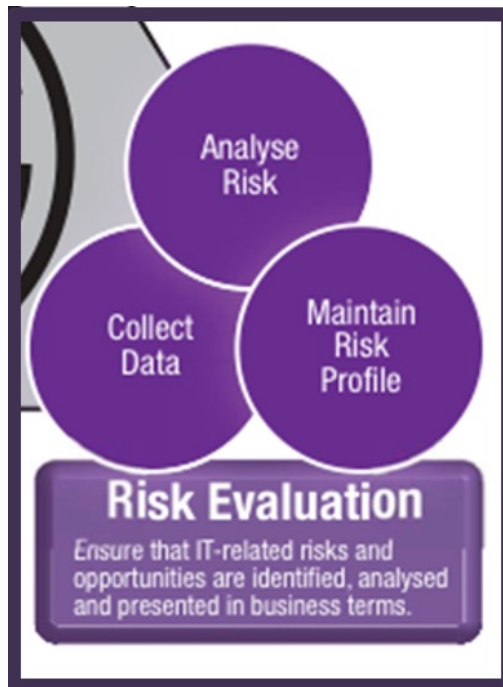 Analyse
Risk
Collect
Data
Maintain
Risk
Profile
Risk Evaluation
Ensure that IT-related risks and
opportunities are identified, analysed
and presented in business terms.